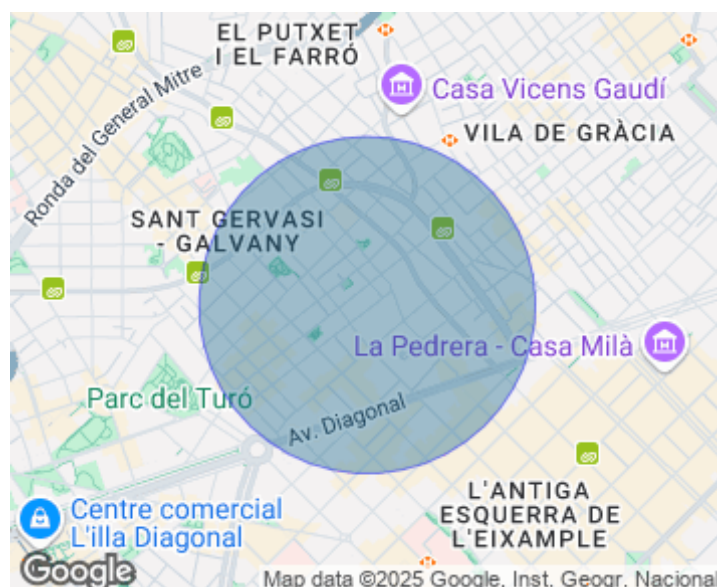 EL PUTXET
I EL FARRÓ
Casa Vicens Gaudí
Ronda del General Mitre
VILA DE GRÀCIA
SANT GERVASI
- GALVANY
La Pedrera - Casa Milà
Parc del Turó
Av. Diagonal
L'ANTIGA
ESQUERRA DE
L'EIXAMPLE
Centre comercial
L'illa Diagonal
Google
Map data ©2025 Google, Inst. Geogr. Nacional